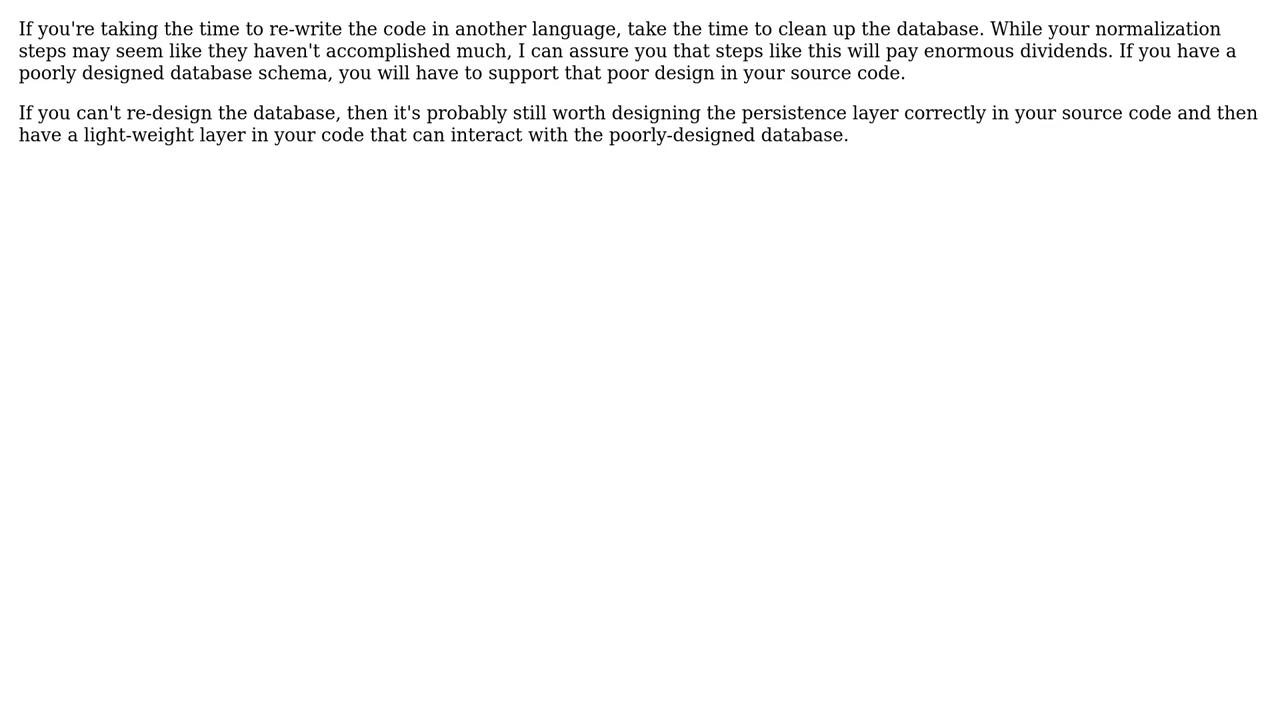 If you're taking the time to re-write the code in another language, take the time to clean up the database. While your normalization
steps may seem like they haven't accomplished much, I can assure you that steps like this will pay enormous dividends. If you have a
poorly designed database schema, you will have to support that poor design in your source code.
If you can't re-design the database, then it's probably still worth designing the persistence layer correctly in your source code and then
have a light-weight layer in your code that can interact with the poorly-designed database.